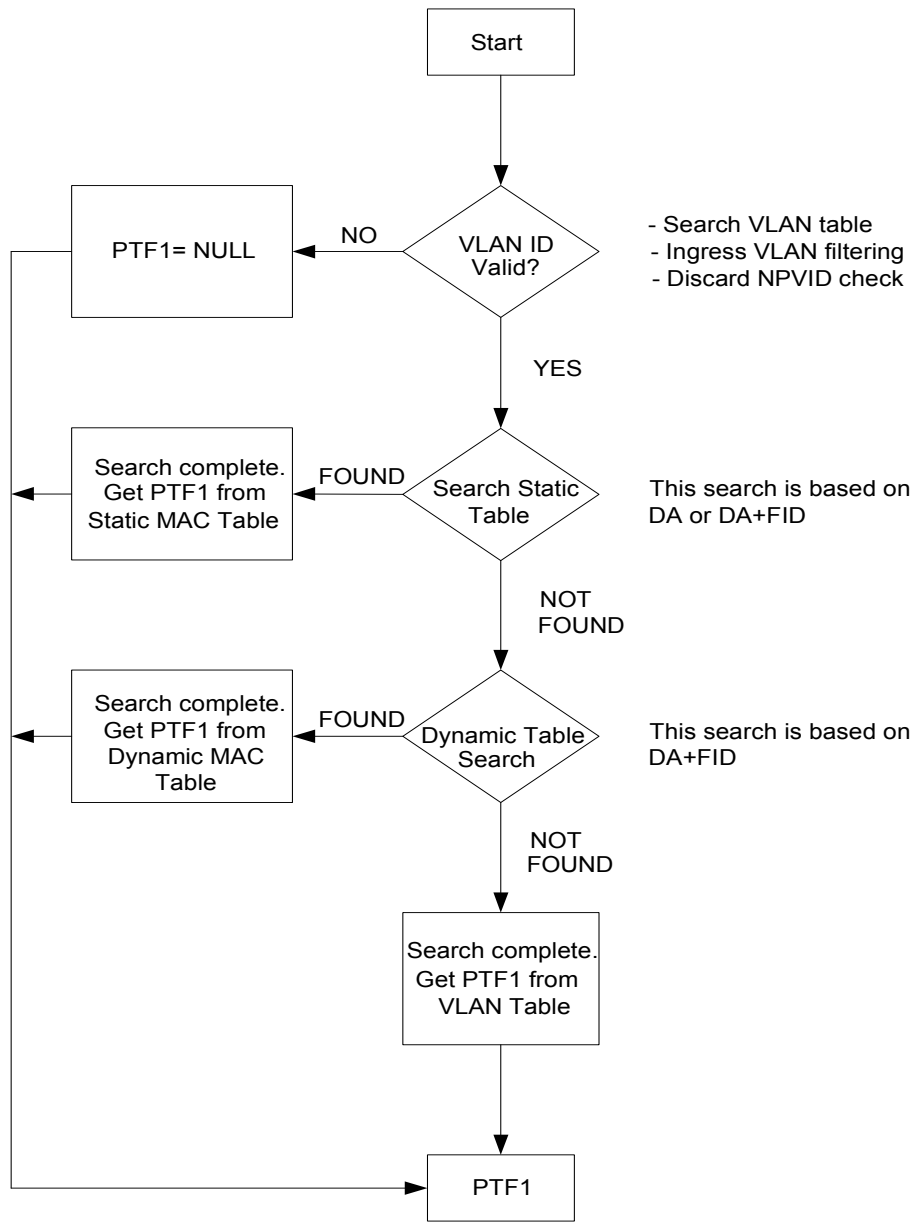 Start
VLAN ID
Valid?
NO
PTF1= NULL
- Search VLAN table
- Ingress VLAN filtering
- Discard NPVID check
YES
Search Static
Table
FOUND
Search complete.
Get PTF1 from
Static MAC Table
This search is based on
DA or DA+FID
NOT
FOUND
Dynamic Table
Search
FOUND
Search complete.
Get PTF1 from
Dynamic MAC
Table
This search is based on
DA+FID
NOT
FOUND
Search complete.
Get PTF1 from
VLAN Table
PTF1